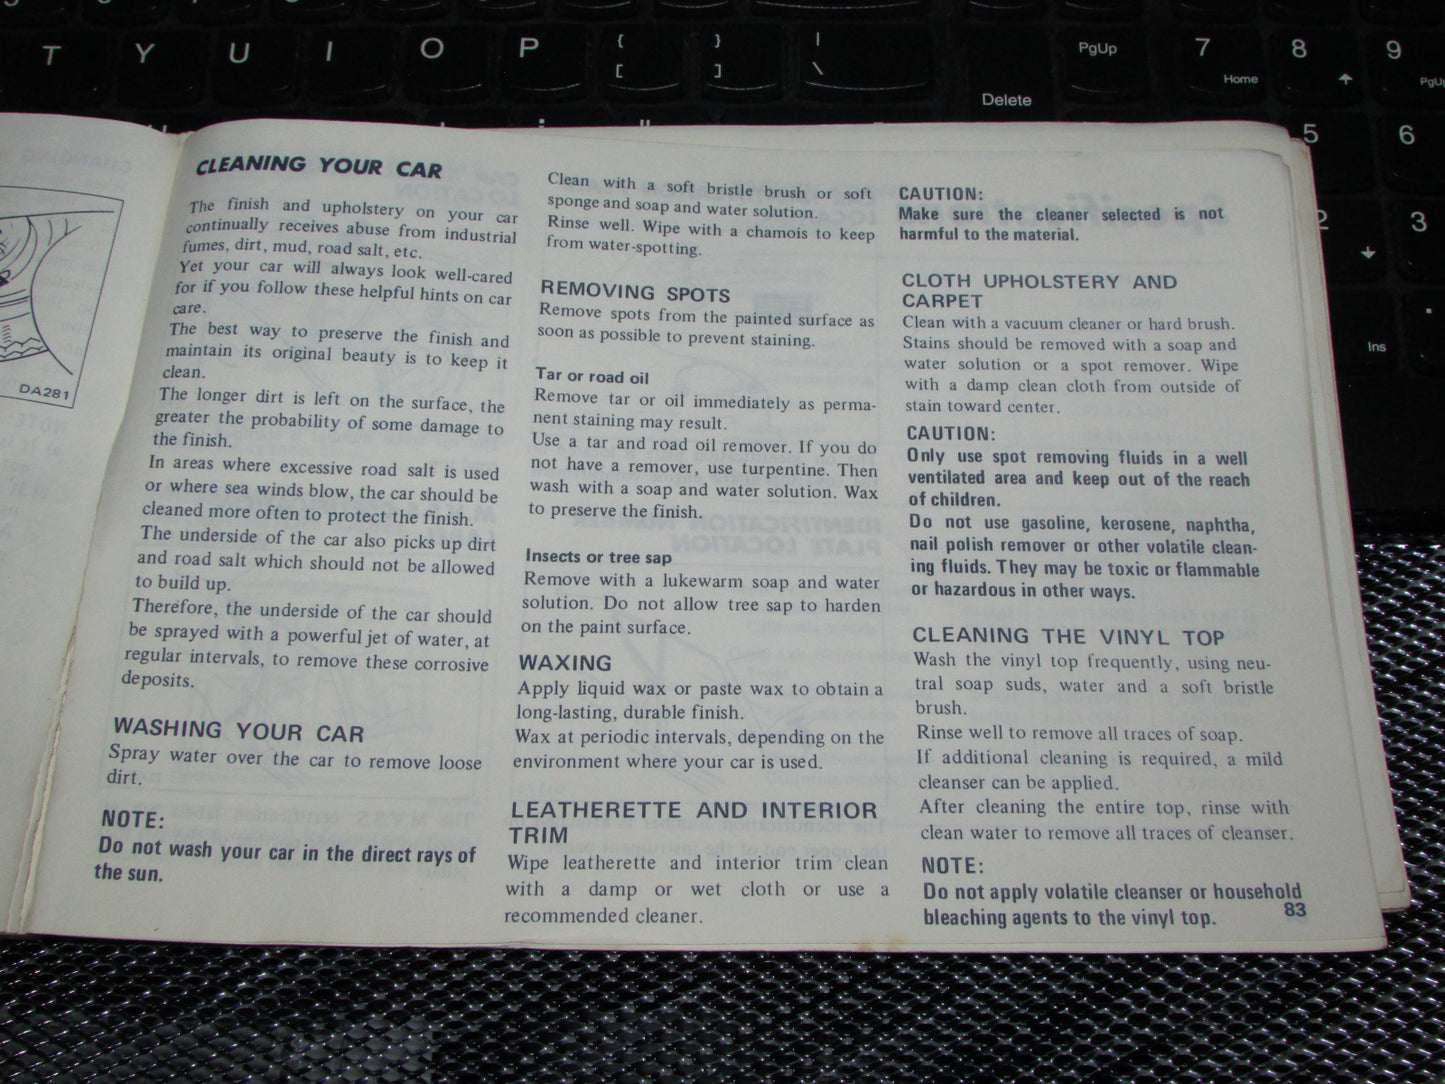 T Y U I O P { [ } ] | \ PgUp 7 Home 8 9 PgUp
Delete
5 6
2 3
Ins
DA281
CLEANING YOUR CAR
The finish and upholstery on your car
continually receives abuse from industrial
fumes, dirt, mud, road salt, etc.
Yet your car will always look well-cared
for if you follow these helpful hints on car
care.
The best way to preserve the finish and
maintain its original beauty is to keep it
clean.
The longer dirt is left on the surface, the
greater the probability of some damage to
the finish.
In areas where excessive road salt is used
or where sea winds blow, the car should be
cleaned more often to protect the finish.
The underside of the car also picks up dirt
and road salt which should not be allowed
to build up.
Therefore, the underside of the car should
be sprayed with a powerful jet of water, at
regular intervals, to remove these corrosive
deposits.
WASHING YOUR CAR
Spray water over the car to remove loose
dirt.
NOTE:
Do not wash your car in the direct rays of
the sun.
Clean with a soft bristle brush or soft
sponge and soap and water solution.
Rinse well. Wipe with a chamois to keep
from water-spotting.
REMOVING SPOTS
Remove spots from the painted surface as
soon as possible to prevent staining.
Tar or road oil
Remove tar or oil immediately as perma-
nent staining may result.
Use a tar and road oil remover. If you do
not have a remover, use turpentine. Then
wash with a soap and water solution. Wax
to preserve the finish.
Insects or tree sap
Remove with a lukewarm soap and water
solution. Do not allow tree sap to harden
on the paint surface.
WAXING
Apply liquid wax or paste wax to obtain a
long-lasting, durable finish.
Wax at periodic intervals, depending on the
environment where your car is used.
LEATHERETTE AND INTERIOR
TRIM
Wipe leatherette and interior trim clean
with a damp or wet cloth or use a
recommended cleaner.
CAUTION:
Make sure the cleaner selected is not
harmful to the material.
CLOTH UPHOLSTERY AND
CARPET
Clean with a vacuum cleaner or hard brush.
Stains should be removed with a soap and
water solution or a spot remover. Wipe
with a damp clean cloth from outside of
stain toward center.
CAUTION:
Only use spot removing fluids in a well
ventilated area and keep out of the reach
of children.
Do not use gasoline, kerosene, naphtha,
nail polish remover or other volatile clean-
ing fluids. They may be toxic or flammable
or hazardous in other ways.
CLEANING THE VINYL TOP
Wash the vinyl top frequently, using neu-
tral soap suds, water and a soft bristle
brush.
Rinse well to remove all traces of soap.
If additional cleaning is required, a mild
cleanser can be applied.
After cleaning the entire top, rinse with
clean water to remove all traces of cleanser.
NOTE:
Do not apply volatile cleanser or household
bleaching agents to the vinyl top.
83